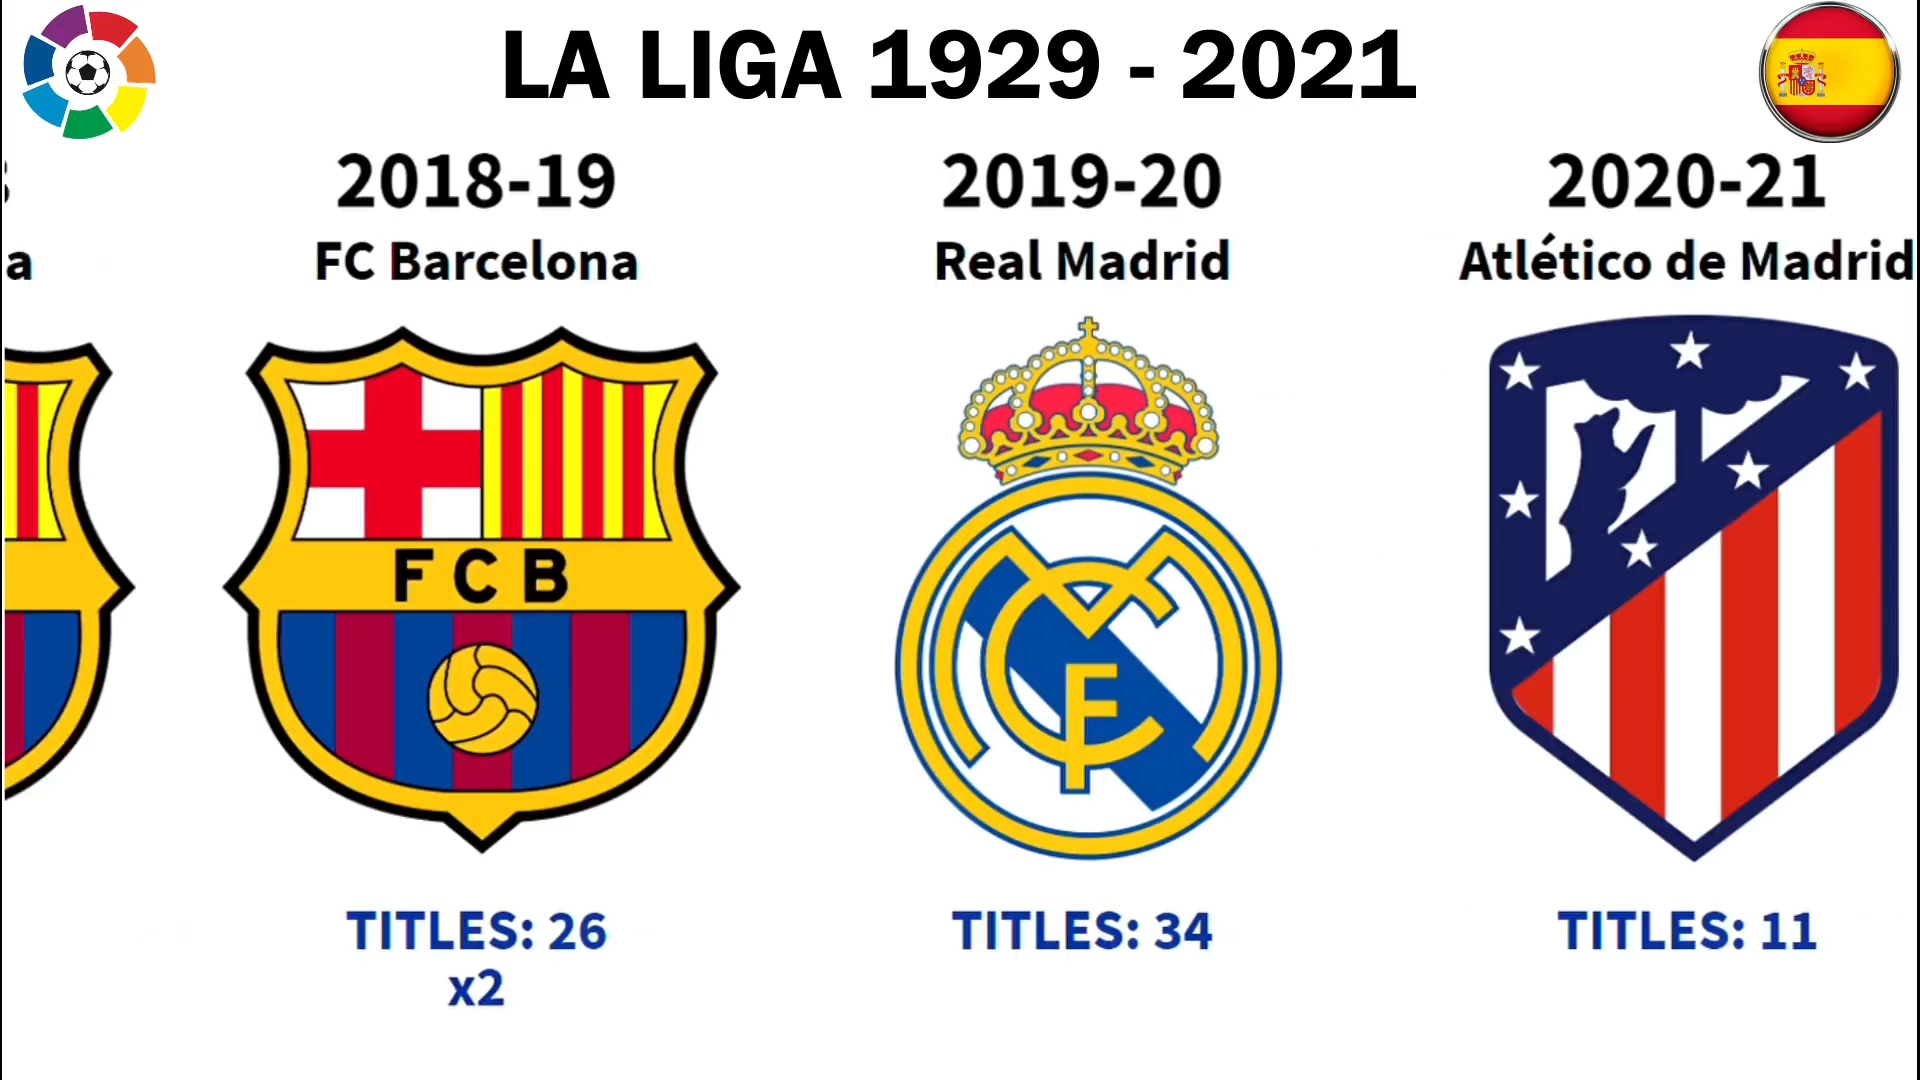 LA LIGA 1929 - 2021
2018-19
2019-20
2020-21
a
FC Barcelona
Real Madrid
Atlético de Madrid
FCB
TITLES: 26
x2
TITLES: 34
TITLES: 11